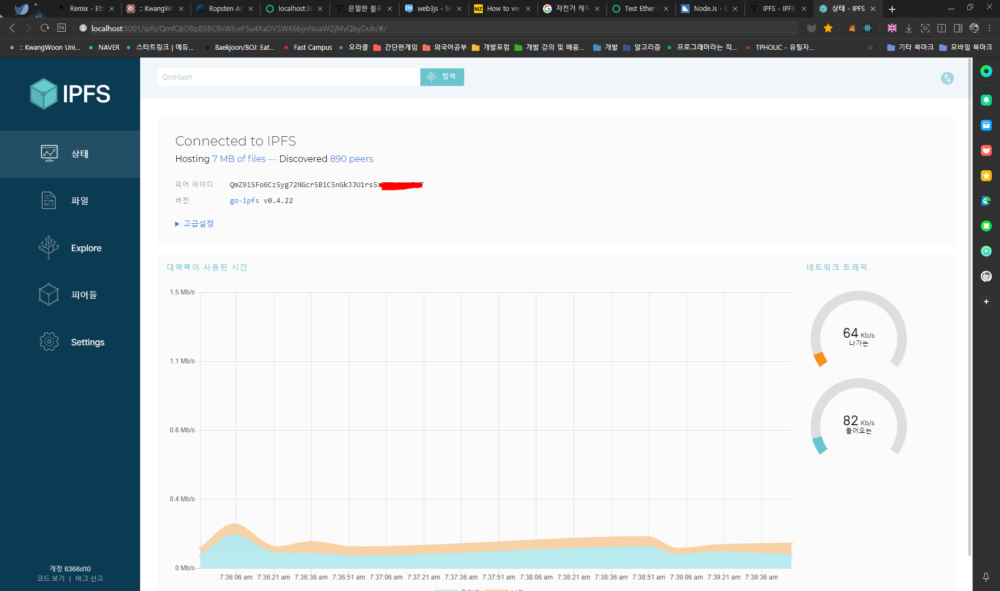 Remix - Eth
:: KwangWo
Ropsten Ac
localhost:30
은밀한 블로
web3js - Se
How to ver
자전거 캐릭
Test Ether
Node.Js - E
IPFS - IPFS
상태 - IPFS
localhost:5001/ipfs/QmfQkD8pBSBCBxWEwFSu4XaDVSWK6bjnNuaWZjMyQbyDub/#/
:: KwangWoon Uni...
NAVER
스타트링크 | 에듀...
Baekjoon/BOJ: Eat...
Fast Campus
오라클
간단한게임
외국어공부
개발포럼
개발 강의 및 배움...
개발
알고리즘
프로그래머라는 직...
TPHOLIC - 유틸자...
»
기타 북마크
모바일 북마크
IPFS
QmHash
탐색
상태
파일
Explore
피어들
Settings
개정 6366d10
코드 보기 | 버그 신고
Connected to IPFS
Hosting 7 MB of files — Discovered 890 peers
피어 아이디 QmZ9iSFo6Cz5yg72NGcr5BiC5nGkJJU1rs5x
버전 go-ipfs v0.4.22
▶ 고급설정
대역폭이 사용된 시간
1.5 Mb/s
1.1 Mb/s
0.8 Mb/s
0.4 Mb/s
0 Mb/s
7:36:06 am 7:36:21 am 7:36:36 am 7:36:51 am 7:37:06 am 7:37:21 am 7:37:36 am 7:37:51 am 7:38:06 am 7:38:21 am 7:38:36 am 7:38:51 am 7:39:06 am 7:39:21 am 7:39:36 am
네트워크 트래픽
64 Kb/s
나가는
82 Kb/s
들어오는